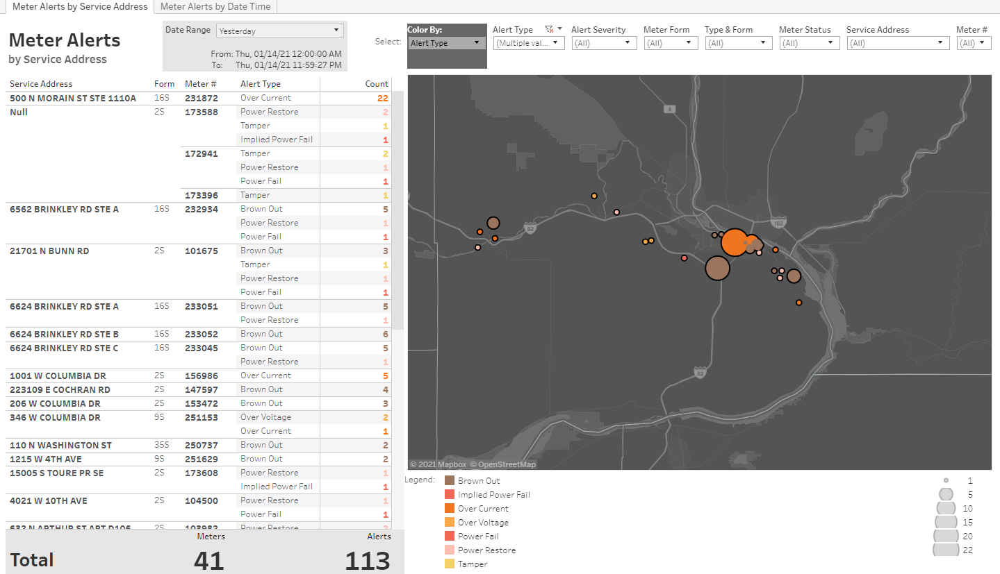 Meter Alerts by Service Address
Meter Alerts by Date Time
Meter Alerts
by Service Address
Date Range
Yesterday
From: Thu, 01/14/21 12:00:00 AM
To: Thu, 01/14/21 11:59:27 PM
Select:
Color By:
Alert Type
Alert Type
(Multiple val...
Alert Severity
(All)
Meter Form
(All)
Type & Form
(All)
Meter Status
(All)
Service Address
(All)
Meter #
(All)
Service Address Form Meter # Alert Type Count
500 N MORAIN ST STE 1110A 16S 231872 Over Current 22
Null 2S 173588 Power Restore 2
Tamper 1
Implied Power Fail 1
172941 Tamper 2
Power Restore 1
Power Fail 1
173396 Tamper 1
6562 BRINKLEY RD STE A 16S 232934 Brown Out 5
Power Restore 1
Power Fail 1
21701 N BUNN RD 2S 101675 Brown Out 3
Tamper 1
Power Restore 1
Power Fail 1
6624 BRINKLEY RD STE A 16S 233051 Brown Out 5
Power Restore 1
6624 BRINKLEY RD STE B 16S 233052 Brown Out 6
6624 BRINKLEY RD STE C 16S 233045 Brown Out 5
Power Restore 1
1001 W COLUMBIA DR 2S 156986 Over Current 5
223109 E COCHRAN RD 2S 147597 Brown Out 4
206 W COLUMBIA DR 2S 153472 Brown Out 3
346 W COLUMBIA DR 9S 251153 Over Voltage 2
Over Current 1
110 N WASHINGTON ST 35S 250737 Brown Out 2
1215 W 4TH AVE 9S 251629 Brown Out 2
15005 S TOURE PR SE 2S 173608 Power Restore 1
Implied Power Fail 1
4021 W 10TH AVE 2S 104500 Power Restore 1
Power Fail 1
632 N ARTHUR ST APT D106 2S 103982 Power Restore 2
Meters Alerts
Total 41 113
4
82
182
82
© 2021 Mapbox © OpenStreetMap
Legend:
Brown Out
Implied Power Fail
Over Current
Over Voltage
Power Fail
Power Restore
Tamper
1
5
10
15
20
22